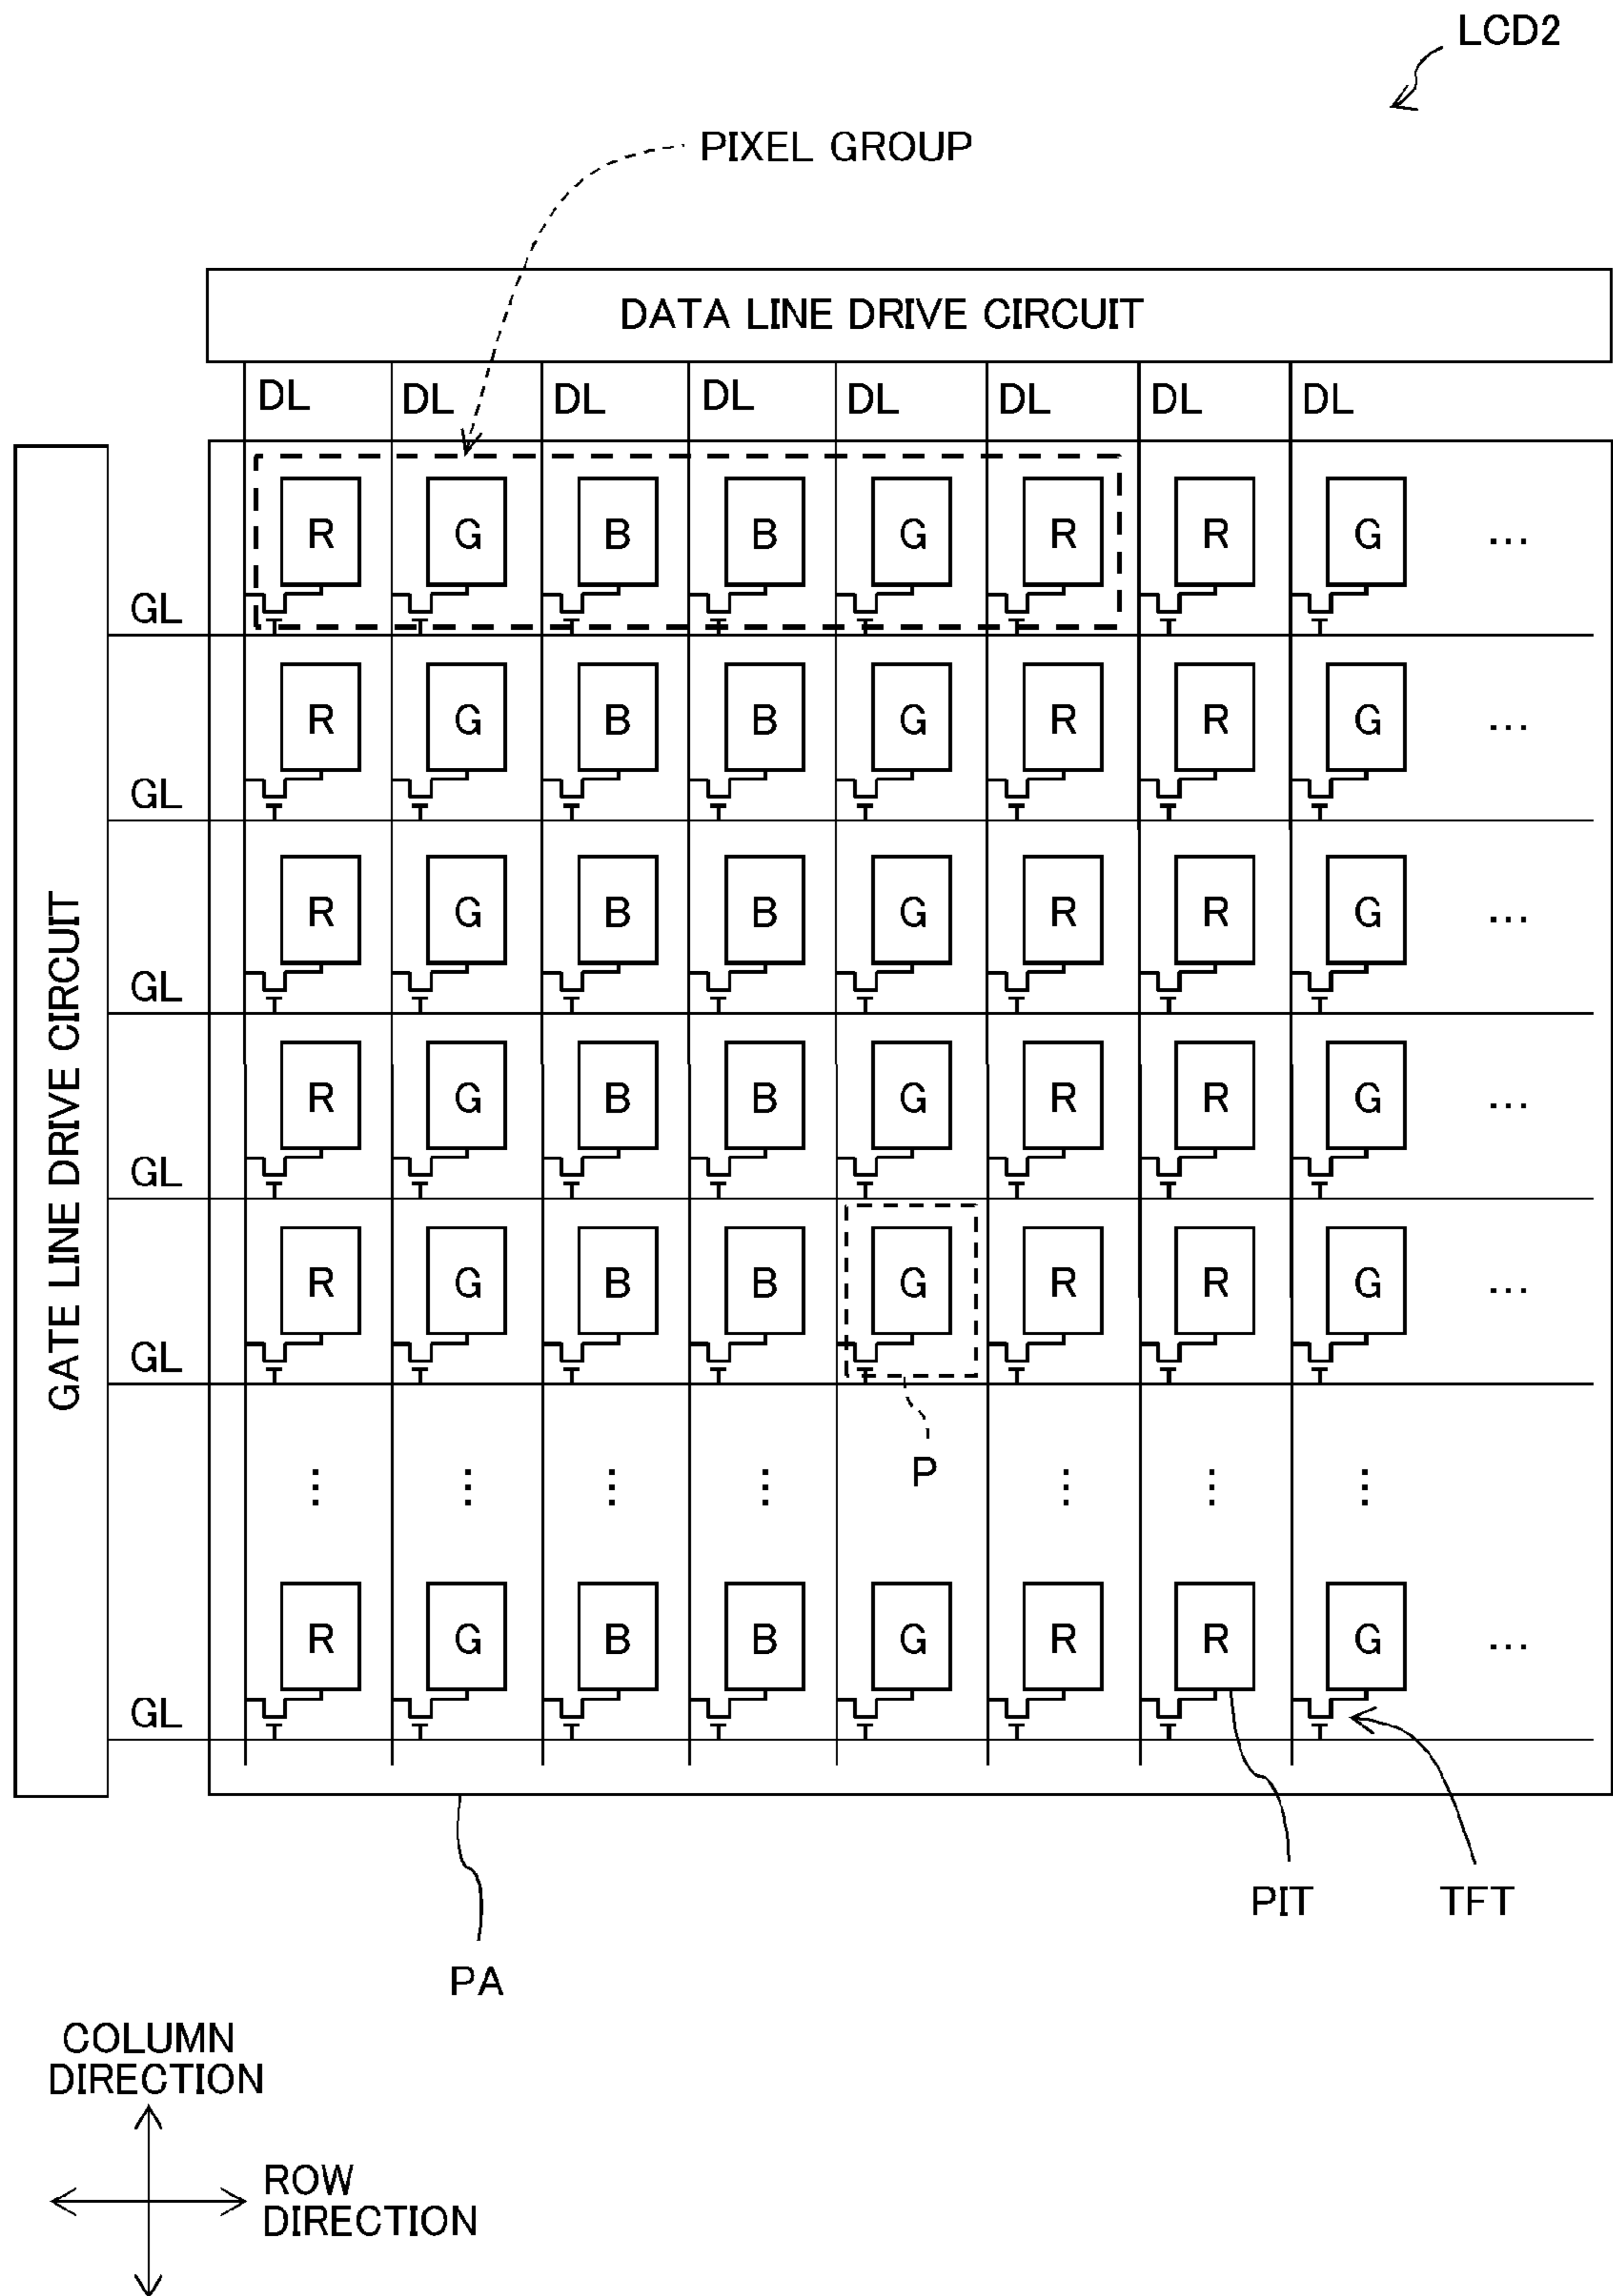 LCD2
PIXEL GROUP
DATA LINE DRIVE CIRCUIT
DL DL DL DL DL DL DL DL
GATE LINE DRIVE CIRCUIT
R G B B G R R G ...
GL
R G B B G R R G ...
GL
R G B B G R R G ...
GL
R G B B G R R G ...
GL
R G B B G R R G ...
GL
P
R G B B G R R G ...
GL
PIT
TFT
PA
COLUMN
DIRECTION
ROW
DIRECTION